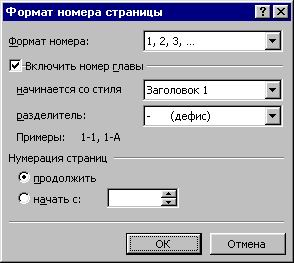 Формат номера страницы
Формат номера: 1, 2, 3, ...
Включить номер главы
начинается со стиля Заголовок 1
разделитель: - (дефис)
Примеры: 1-1, 1-А
Нумерация страниц
продолжить
начать с:
ОК Отмена